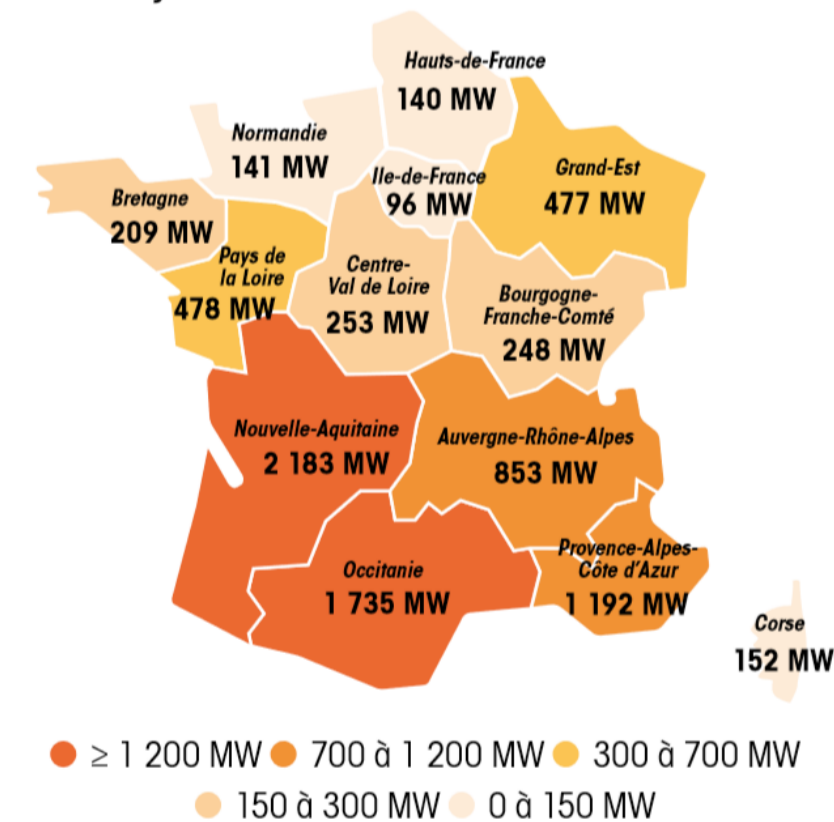 Hauts-de-France
140 MW
Normandie
141 MW
Ile-de-France
96 MW
Grand-Est
477 MW
Bretagne
209 MW
Pays de
la Loire
478 MW
Centre-
Val de Loire
253 MW
Bourgogne-
Franche-Comté
248 MW
Nouvelle-Aquitaine
2 183 MW
Auvergne-Rhône-Alpes
853 MW
Occitanie
1 735 MW
Provence-Alpes-
Côte d’Azur
1 192 MW
Corse
152 MW
≥ 1 200 MW 700 à 1 200 MW 300 à 700 MW
150 à 300 MW 0 à 150 MW